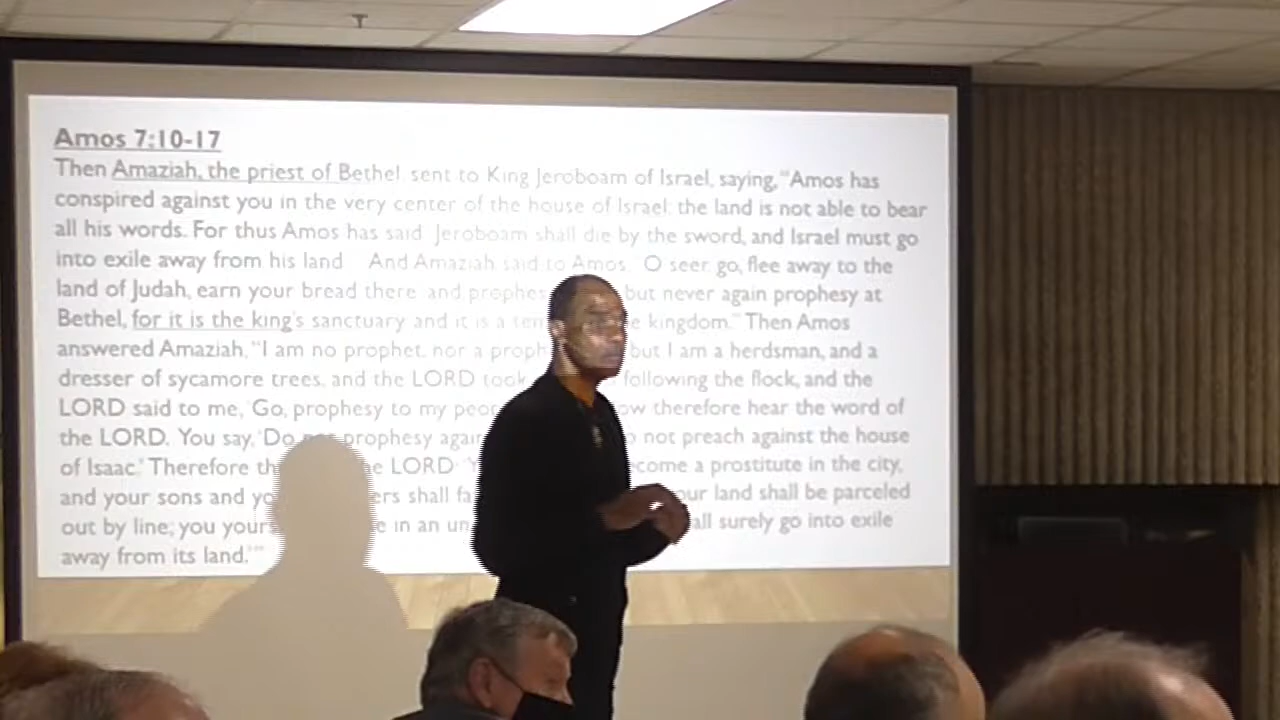 Amos 7:10-17
Then Amaziah, the priest of Bethel sent to King Jeroboam of Israel, saying, "Amos has
conspired against you in the very center of the house of Israel; the land is not able to bear
all his words. For thus Amos has said 'Jeroboam shall die by the sword, and Israel must go
into exile away from his land And Amaziah said to Amos, "O seer, go, flee away to the
land of Judah, earn your bread there and but never again prophesy at
Bethel, for it is the king's sanctuary and it is a kingdom." Then Amos
answered Amaziah, "I am no prophet, nor a but I am a herdsman, and a
dresser of sycamore trees, and the LORD took following the flock, and the
LORD said to me, 'Go, prophesy to my therefore hear the word of
the LORD. You say, 'Do prophesy not preach against the house
of Isaac.' Therefore LORD a prostitute in the city,
and your sons and shall land shall be parceled
out by line; you in an surely go into exile
away from its land.'"